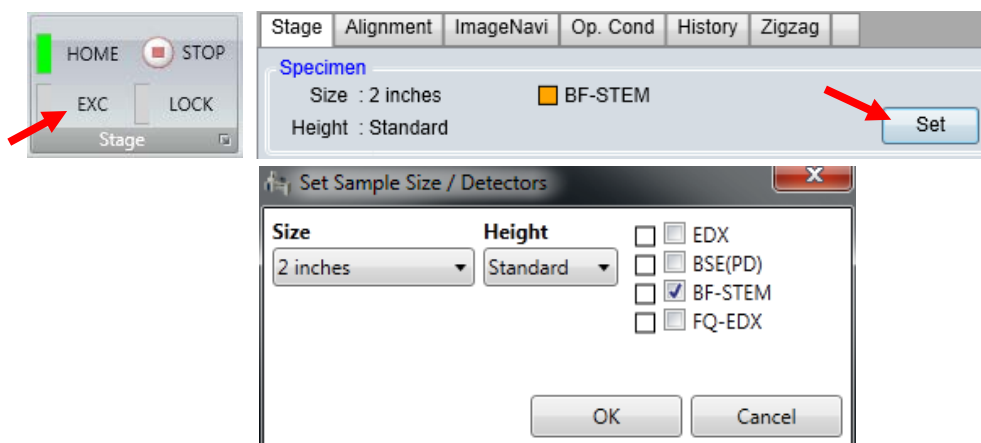 HOME STOP
EXC LOCK
Stage
Stage Alignment ImageNavi Op. Cond History Zigzag
Specimen
Size : 2 inches BF-STEM
Height : Standard
Set
Set Sample Size / Detectors
Size Height
2 inches Standard
EDX
BSE(PD)
BF-STEM
FQ-EDX
OK Cancel